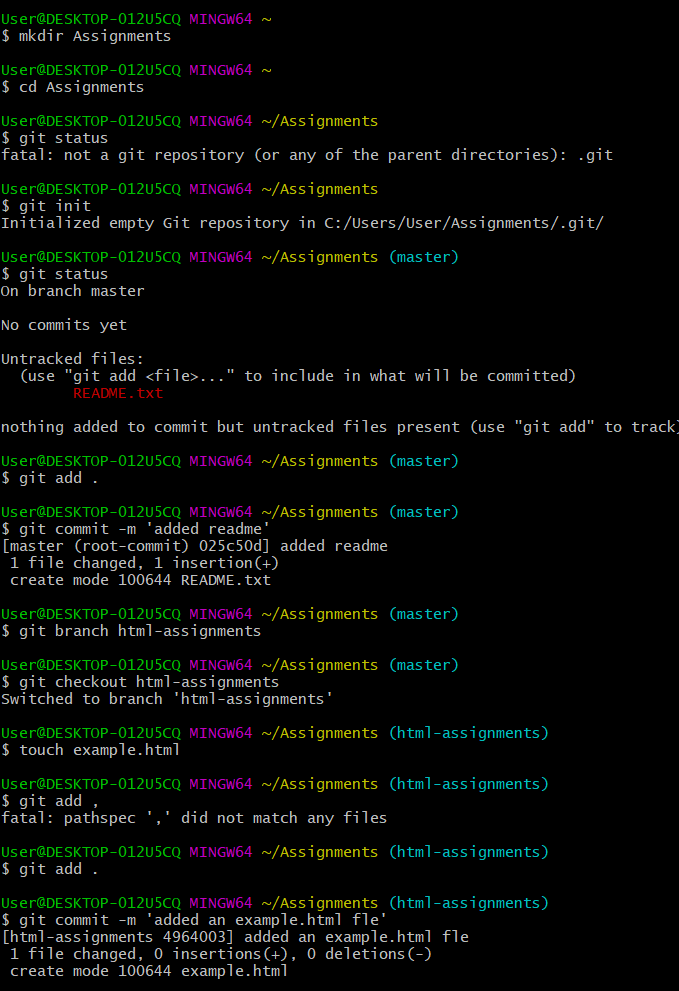 User@DESKTOP-012U5CQ MINGW64 ~
$ mkdir Assignments
User@DESKTOP-012U5CQ MINGW64 ~
$ cd Assignments
User@DESKTOP-012U5CQ MINGW64 ~/Assignments
$ git status
fatal: not a git repository (or any of the parent directories): .git
User@DESKTOP-012U5CQ MINGW64 ~/Assignments
$ git init
Initialized empty Git repository in C:/Users/User/Assignments/.git/
User@DESKTOP-012U5CQ MINGW64 ~/Assignments (master)
$ git status
On branch master
No commits yet
Untracked files:
  (use "git add <file>..." to include in what will be committed)
        README.txt
nothing added to commit but untracked files present (use "git add" to track)
User@DESKTOP-012U5CQ MINGW64 ~/Assignments (master)
$ git add .
User@DESKTOP-012U5CQ MINGW64 ~/Assignments (master)
$ git commit -m 'added readme'
[master (root-commit) 025c50d] added readme
 1 file changed, 1 insertion(+)
 create mode 100644 README.txt
User@DESKTOP-012U5CQ MINGW64 ~/Assignments (master)
$ git branch html-assignments
User@DESKTOP-012U5CQ MINGW64 ~/Assignments (master)
$ git checkout html-assignments
Switched to branch 'html-assignments'
User@DESKTOP-012U5CQ MINGW64 ~/Assignments (html-assignments)
$ touch example.html
User@DESKTOP-012U5CQ MINGW64 ~/Assignments (html-assignments)
$ git add ,
fatal: pathspec ',' did not match any files
User@DESKTOP-012U5CQ MINGW64 ~/Assignments (html-assignments)
$ git add .
User@DESKTOP-012U5CQ MINGW64 ~/Assignments (html-assignments)
$ git commit -m 'added an example.html fle'
[html-assignments 4964003] added an example.html fle
 1 file changed, 0 insertions(+), 0 deletions(-)
 create mode 100644 example.html